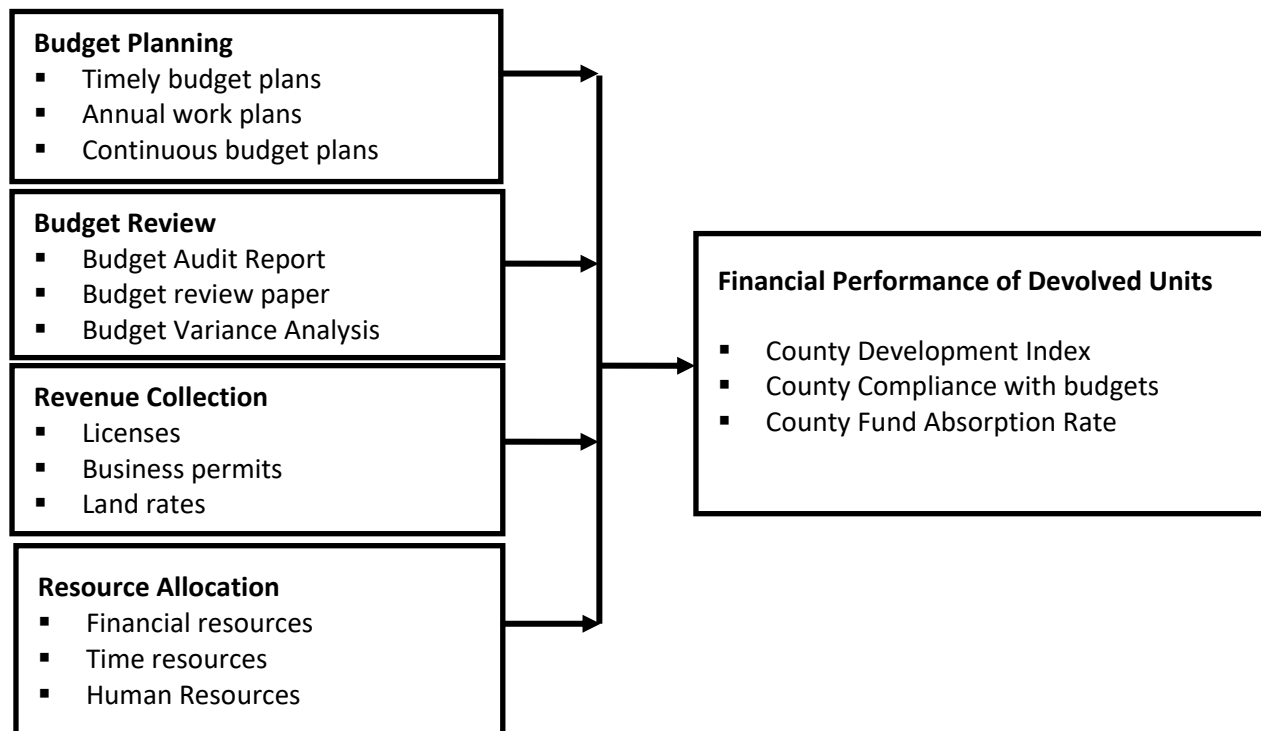 Budget Planning
▪ Timely budget plans
▪ Annual work plans
▪ Continuous budget plans
Budget Review
▪ Budget Audit Report
▪ Budget review paper
▪ Budget Variance Analysis
Revenue Collection
▪ Licenses
▪ Business permits
▪ Land rates
Resource Allocation
▪ Financial resources
▪ Time resources
▪ Human Resources
Financial Performance of Devolved Units
▪ County Development Index
▪ County Compliance with budgets
▪ County Fund Absorption Rate